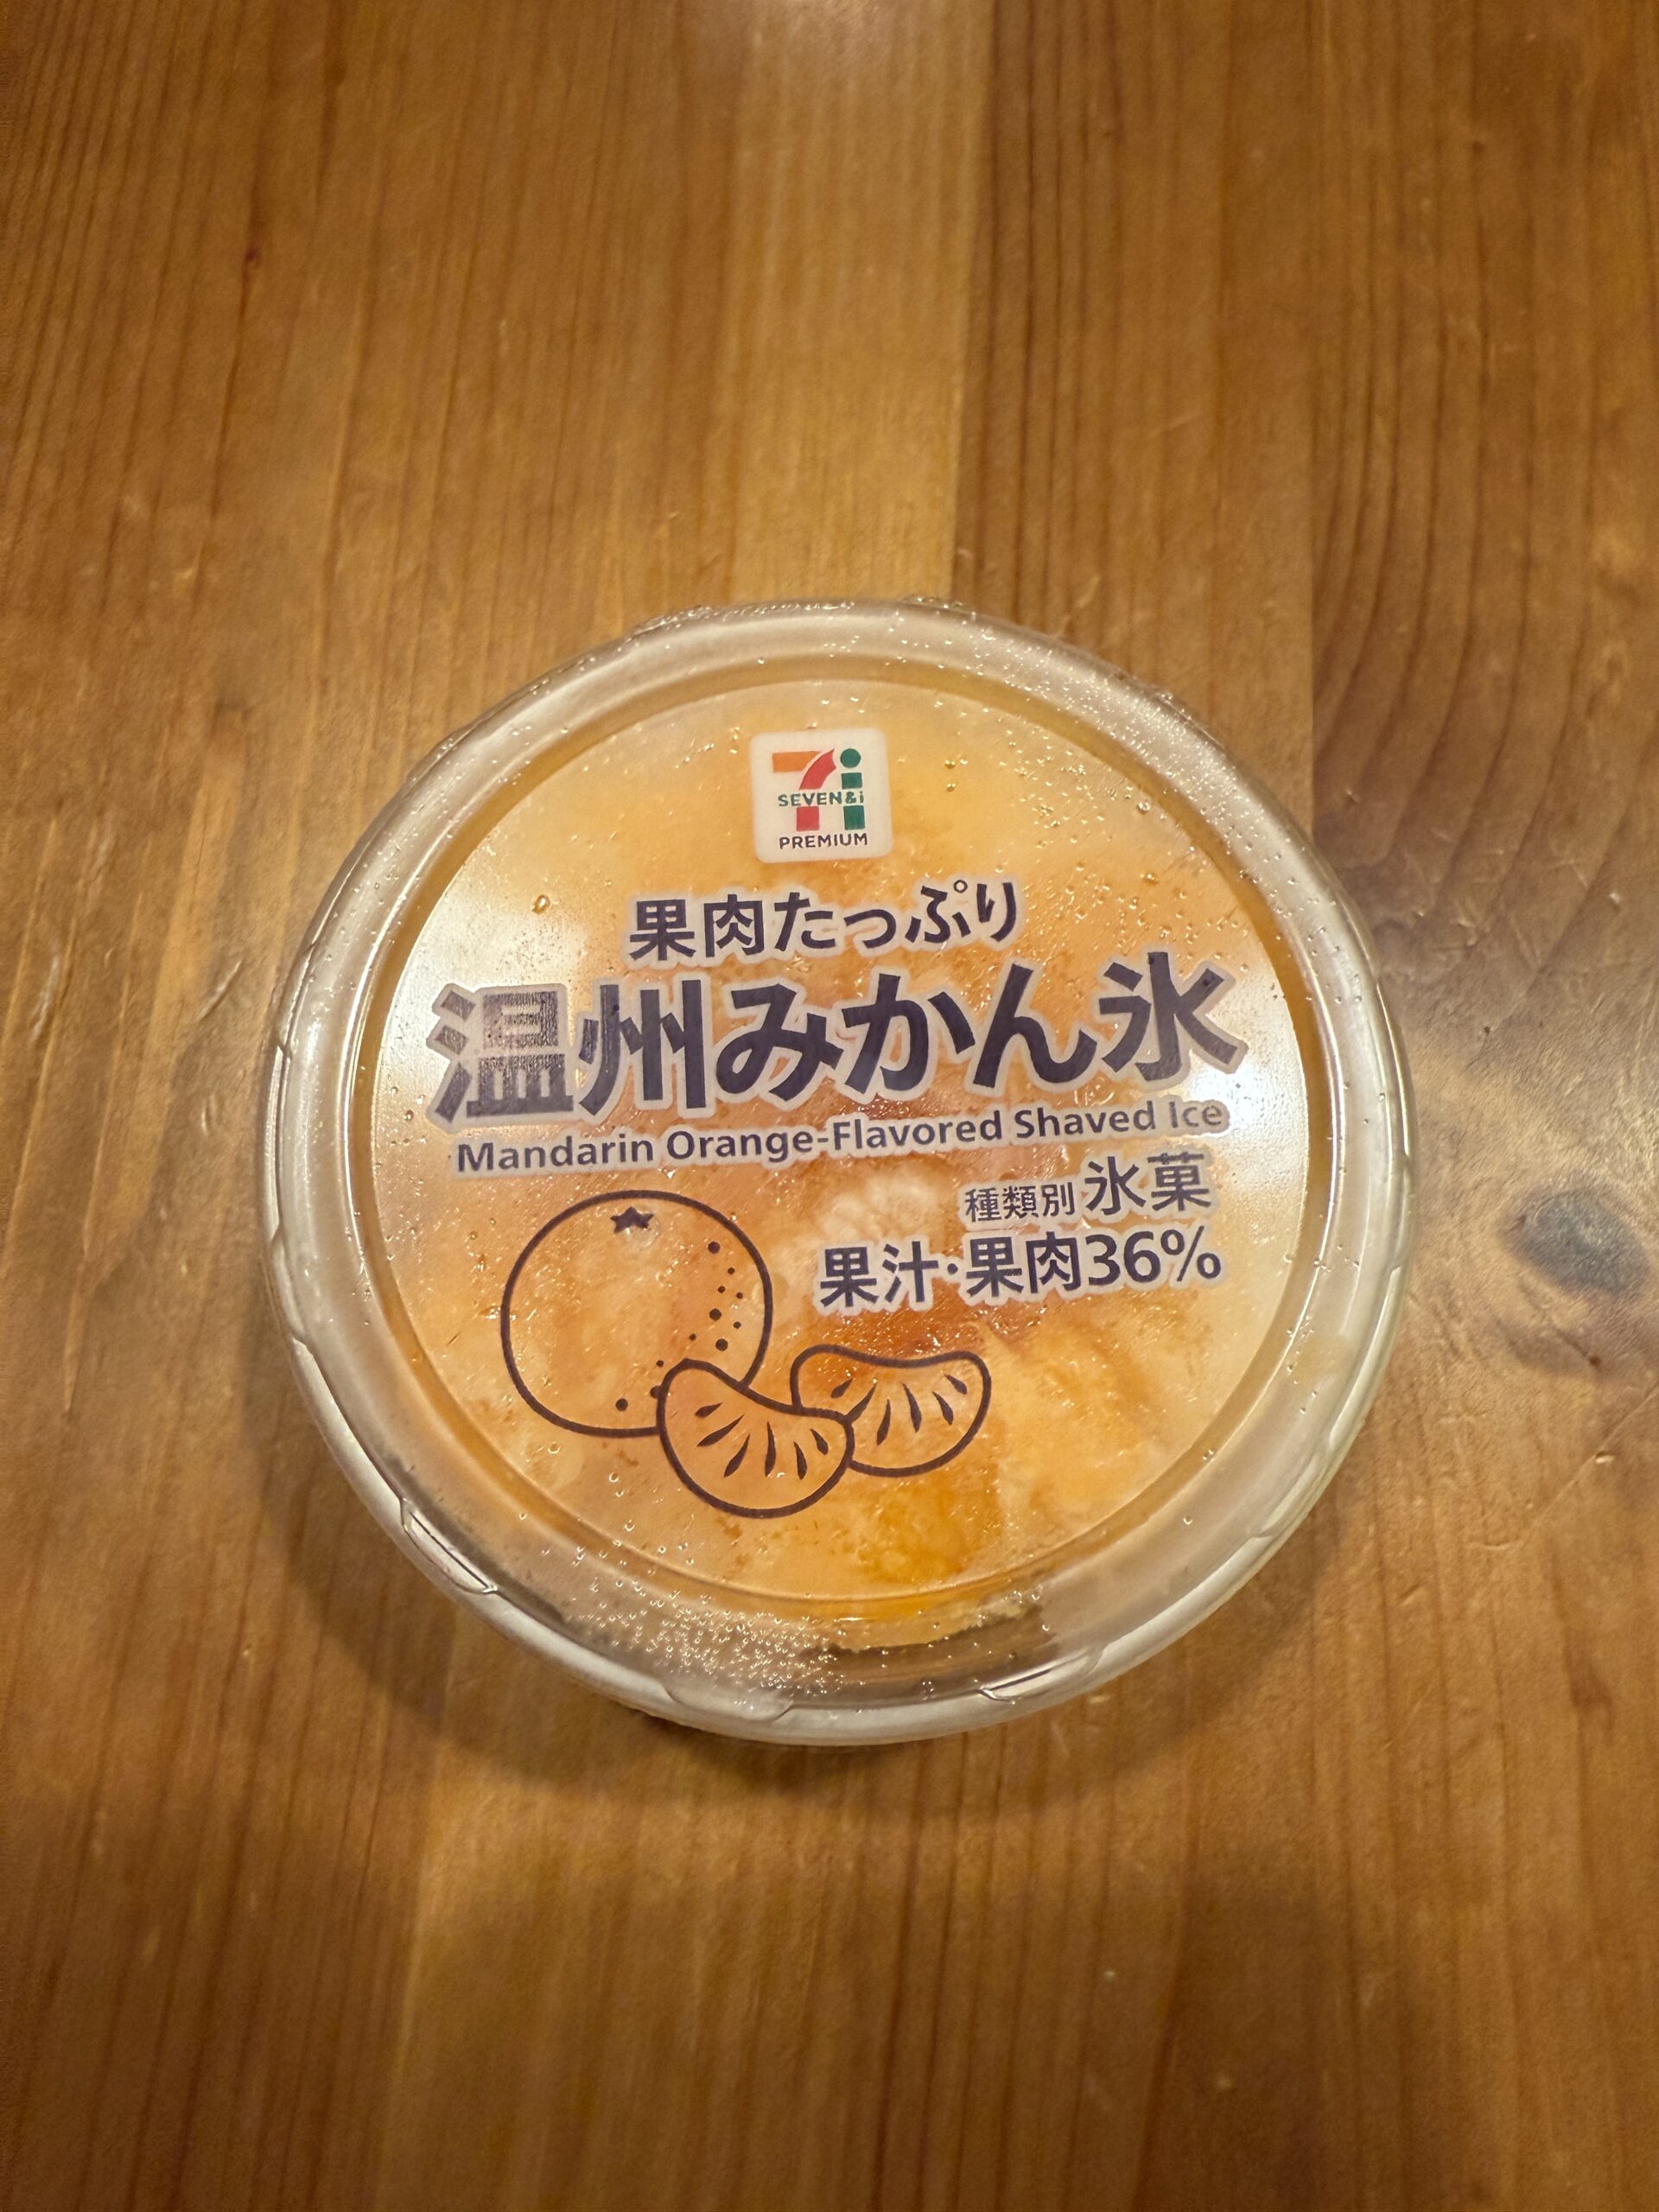 SEVEN&i
PREMIUM
果肉たっぷり
温州みかん氷
Mandarin Orange-Flavored Shaved Ice
種類別 氷菓
果汁・果肉36%